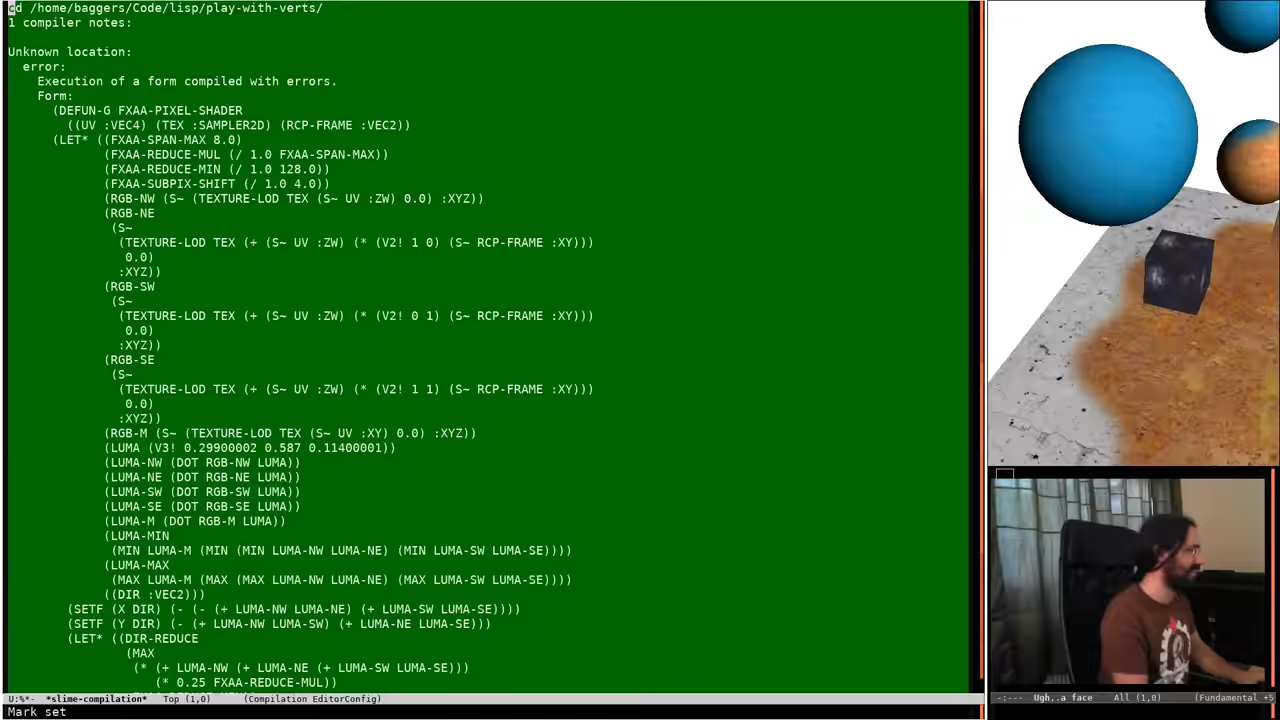 cd /home/baggers/Code/lisp/play-with-verts/
1 compiler notes:
Unknown location:
error:
Execution of a form compiled with errors.
Form:
(DEFUN-G FXAA-PIXEL-SHADER
((UV :VEC4) (TEX :SAMPLER2D) (RCP-FRAME :VEC2))
(LET* ((FXAA-SPAN-MAX 8.0)
(FXAA-REDUCE-MUL (/ 1.0 FXAA-SPAN-MAX))
(FXAA-REDUCE-MIN (/ 1.0 128.0))
(FXAA-SUBPIX-SHIFT (/ 1.0 4.0))
(RGB-NW (S~ (TEXTURE-LOD TEX (S~ UV :ZW) 0.0) :XYZ))
(RGB-NE
(S~
(TEXTURE-LOD TEX (+ (S~ UV :ZW) (* (V2! 1 0) (S~ RCP-FRAME :XY)))
0.0)
:XYZ))
(RGB-SW
(S~
(TEXTURE-LOD TEX (+ (S~ UV :ZW) (* (V2! 0 1) (S~ RCP-FRAME :XY)))
0.0)
:XYZ))
(RGB-SE
(S~
(TEXTURE-LOD TEX (+ (S~ UV :ZW) (* (V2! 1 1) (S~ RCP-FRAME :XY)))
0.0)
:XYZ))
(RGB-M (S~ (TEXTURE-LOD TEX (S~ UV :XY) 0.0) :XYZ))
(LUMA (V3! 0.29900002 0.587 0.11400001))
(LUMA-NW (DOT RGB-NW LUMA))
(LUMA-NE (DOT RGB-NE LUMA))
(LUMA-SW (DOT RGB-SW LUMA))
(LUMA-SE (DOT RGB-SE LUMA))
(LUMA-M (DOT RGB-M LUMA))
(LUMA-MIN
(MIN LUMA-M (MIN (MIN LUMA-NW LUMA-NE) (MIN LUMA-SW LUMA-SE))))
(LUMA-MAX
(MAX LUMA-M (MAX (MAX LUMA-NW LUMA-NE) (MAX LUMA-SW LUMA-SE))))
((DIR :VEC2)))
(SETF (X DIR) (- (- (+ LUMA-NW LUMA-NE) (+ LUMA-SW LUMA-SE))))
(SETF (Y DIR) (- (+ LUMA-NW LUMA-SW) (+ LUMA-NE LUMA-SE)))
(LET* ((DIR-REDUCE
(MAX
(* (+ LUMA-NW (+ LUMA-NE (+ LUMA-SW LUMA-SE)))
(* 0.25 FXAA-REDUCE-MUL))
U:%*- *slime-compilation* Top (1,0) (Compilation EditorConfig)
Mark set
-:--- Ugh..a face All (1,0) (Fundamental +5